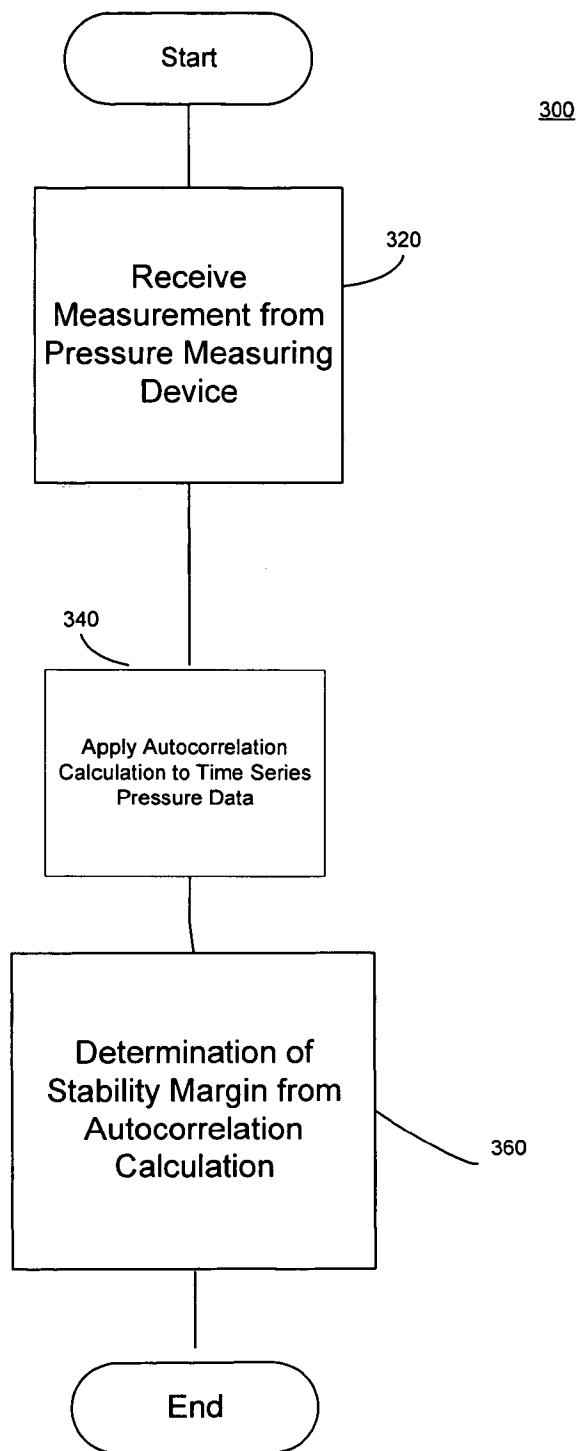 Start
300
320
Receive
Measurement from
Pressure Measuring
Device
340
Apply Autocorrelation
Calculation to Time Series
Pressure Data
Determination of
Stability Margin from
Autocorrelation
Calculation
360
End